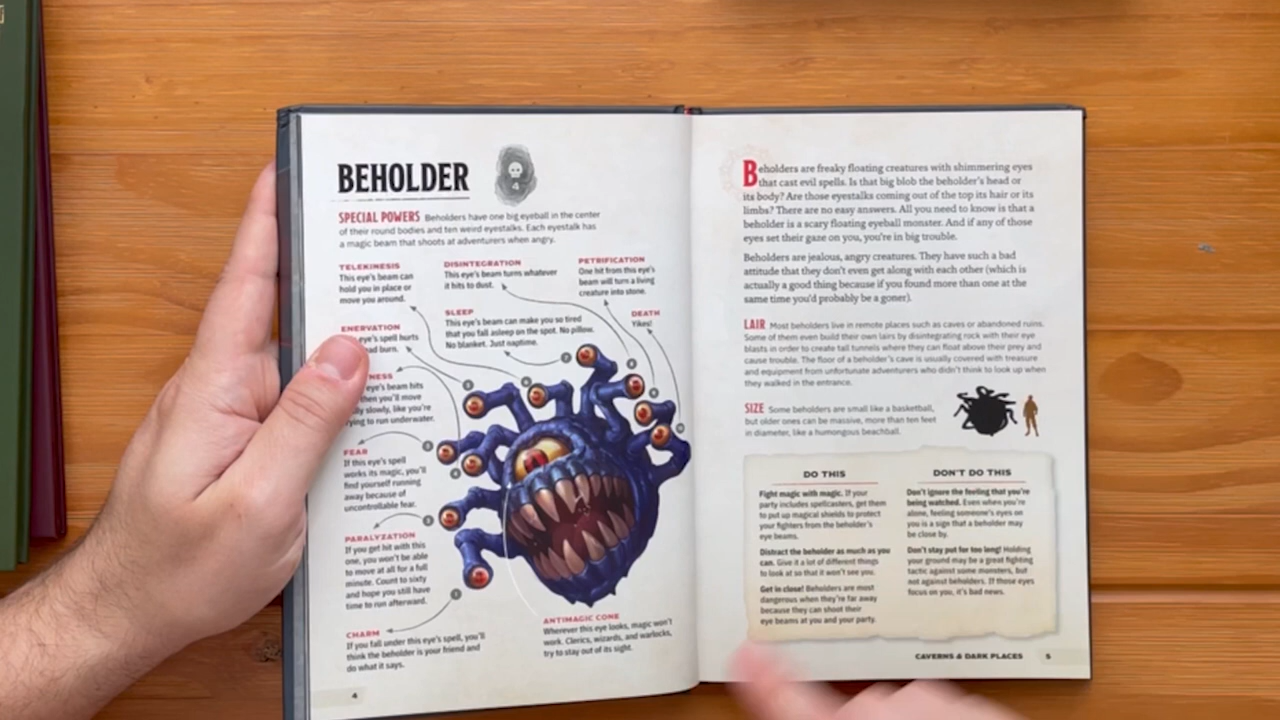 BEHOLDER
4
SPECIAL POWERS Beholders have one big eyeball in the center
of their round bodies and ten weird eyestalks. Each eyestalk has
a magic beam that shoots at adventurers when angry.
TELEKINESIS
This eye's beam can
hold you in place or
move you around.
DISINTEGRATION
This eye's beam turns whatever
it hits to dust.
PETRIFICATION
One hit from this eye's
beam will turn a living
creature into stone.
SLEEP
This eye's beam can make you so tired
that you fall asleep on the spot. No pillow.
No blanket. Just naptime.
DEATH
Yikes!
ENERVATION
eye's spell hurts
burn.
eye's beam hits
then you'll move
slowly, like you're
trying to run underwater.
FEAR
If this eye's spell
works its magic, you'll
find yourself running
away because of
uncontrollable fear.
PARALYZATION
If you get hit with this
one, you won't be able
to move at all for a full
minute. Count to sixty
and hope you still have
time to run afterward.
CHARM
If you fall under this eye's spell, you'll
think the beholder is your friend and
do what it says.
ANTIMAGIC CONE
Wherever this eye looks, magic won't
work. Clerics, wizards, and warlocks,
try to stay out of its sight.
4
Beholders are freaky floating creatures with shimmering eyes
that cast evil spells. Is that big blob the beholder's head or
its body? Are those eyestalks coming out of the top its hair or its
limbs? There are no easy answers. All you need to know is that a
beholder is a scary floating eyeball monster. And if any of those
eyes set their gaze on you, you're in big trouble.
Beholders are jealous, angry creatures. They have such a bad
attitude that they don't even get along with each other (which is
actually a good thing because if you found more than one at the
same time you'd probably be a goner).
LAIR Most beholders live in remote places such as caves or abandoned ruins.
Some of them even build their own lairs by disintegrating rock with their eye
blasts in order to create tall tunnels where they can float above their prey and
cause trouble. The floor of a beholder's cave is usually covered with treasure
and equipment from unfortunate adventurers who didn't think to look up when
they walked in the entrance.
SIZE Some beholders are small like a basketball,
but older ones can be massive, more than ten feet
in diameter, like a humongous beachball.
DO THIS
Fight magic with magic. If your
party includes spellcasters, get them
to put up magical shields to protect
your fighters from the beholder's
eye beams.
Distract the beholder as much as you
can. Give it a lot of different things
to look at so that it won't see you.
Get in close! Beholders are most
dangerous when they're far away
because they can shoot their
eye beams at you and your party.
DON'T DO THIS
Don't ignore the feeling that you're
being watched. Even when you're
alone, feeling someone's eyes on
you is a sign that a beholder may
be close by.
Don't stay put for too long! Holding
your ground may be a great fighting
tactic against some monsters, but
not against beholders. If those eyes
focus on you, it's bad news.
CAVERNS & DARK PLACES 5